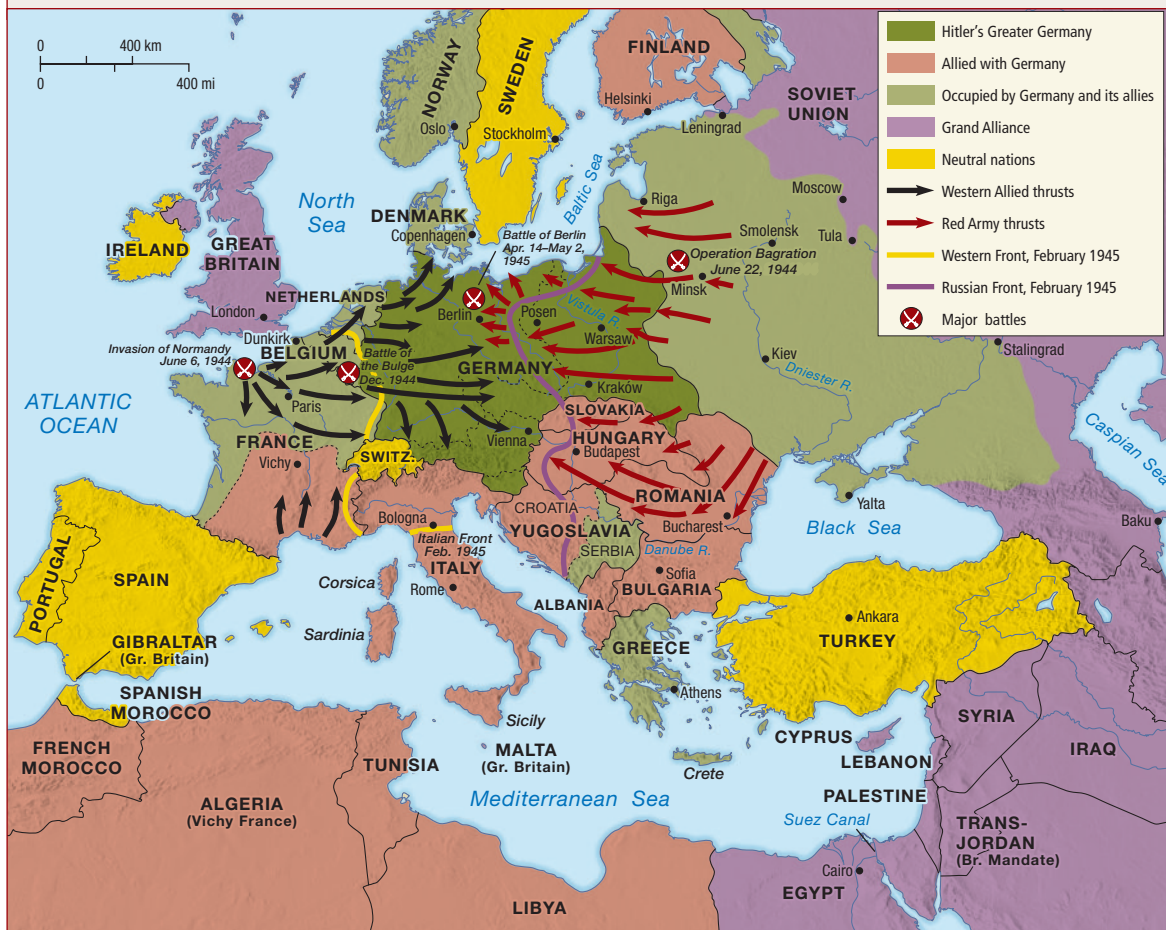 0 400 km
0 400 mi
Hitler's Greater Germany
Allied with Germany
Occupied by Germany and its allies
Grand Alliance
Neutral nations
Western Allied thrusts
Red Army thrusts
Western Front, February 1945
Russian Front, February 1945
Major battles
FINLAND
Helsinki
NORWAY
Oslo
SWEDEN
Stockholm
SOVIET
UNION
Leningrad
Baltic Sea
Riga
Moscow
Smolensk
Tula
North
Sea
DENMARK
Copenhagen
Battle of Berlin
Apr. 14–May 2,
1945
Operation Bagration
June 22, 1944
Minsk
IRELAND
GREAT
BRITAIN
London
NETHERLANDS
Berlin
Posen
Vistula R.
Warsaw
Dunkirk
BELGIUM
Invasion of Normandy
June 6, 1944
Battle of
the Bulge
Dec. 1944
GERMANY
Kiev
Dniester R.
Stalingrad
Paris
Kraków
ATLANTIC
OCEAN
SLOVAKIA
FRANCE
Vichy
SWITZ.
Vienna
HUNGARY
Budapest
Caspian Sea
ROMANIA
Yalta
Bologna
CROATIA
YUGOSLAVIA
SERBIA
Bucharest
Black Sea
Baku
Italian Front
Feb. 1945
ITALY
Danube R.
PORTUGAL
SPAIN
Corsica
Rome
Sofia
BULGARIA
ALBANIA
Sardinia
Ankara
TURKEY
GIBRALTAR
(Gr. Britain)
GREECE
Athens
SPANISH
MOROCCO
Sicily
SYRIA
CYPRUS
FRENCH
MOROCCO
TUNISIA
MALTA
(Gr. Britain)
Crete
LEBANON
IRAQ
ALGERIA
(Vichy France)
Mediterranean Sea
PALESTINE
Suez Canal
TRANS-
JORDAN
(Br. Mandate)
Cairo
EGYPT
LIBYA